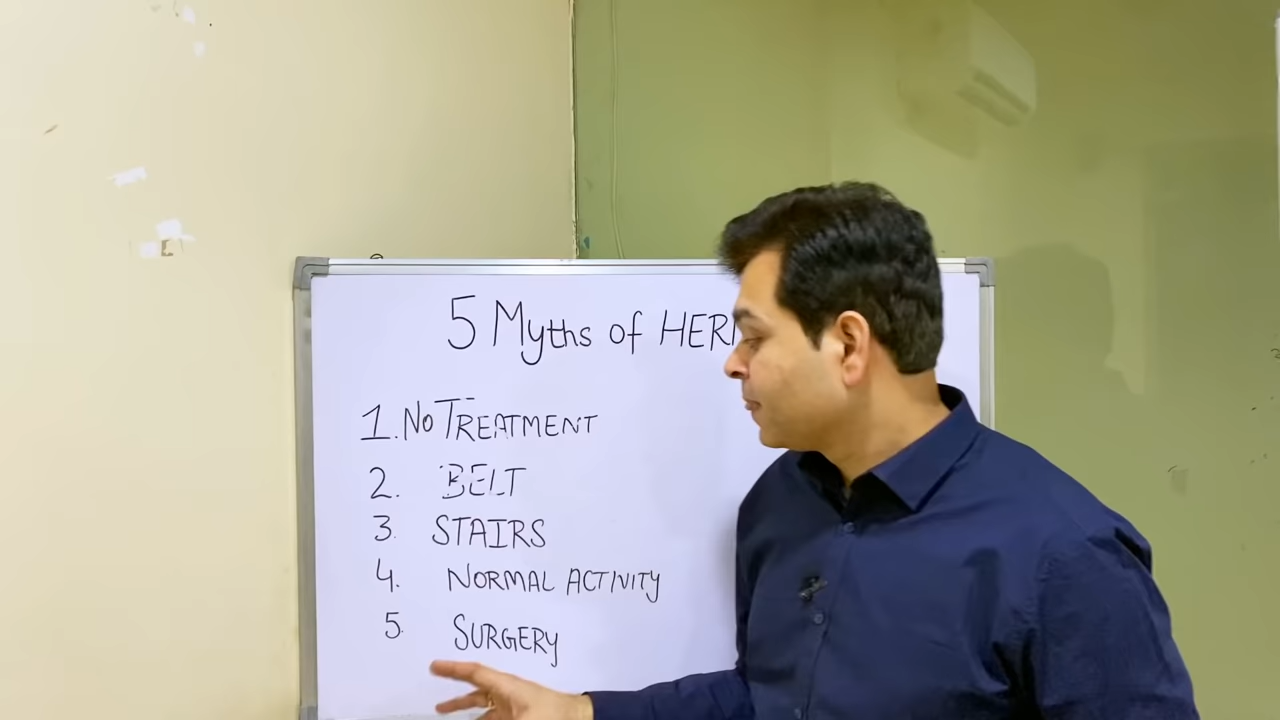 5 Myths of HER
1. NO TREATMENT
2. BELT
3. STAIRS
4. NORMAL ACTIVITY
5. SURGERY